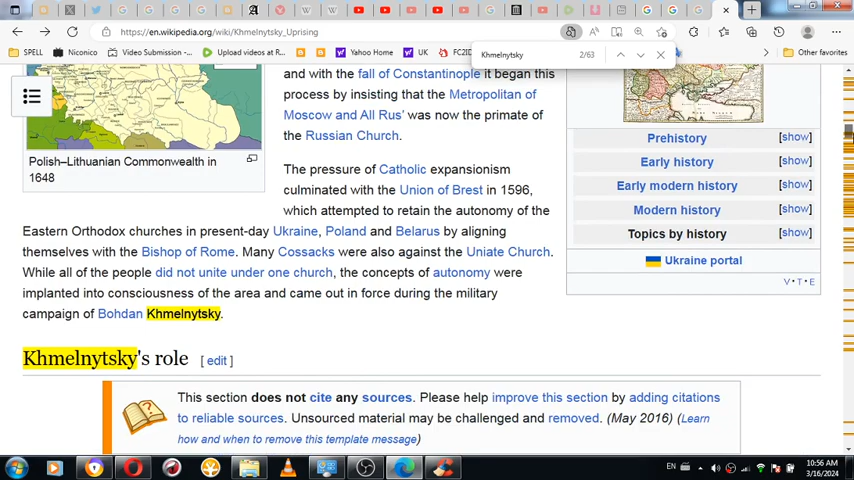 https://en.wikipedia.org/wiki/Khmelnytsky_Uprising
Khmelnytsky 2/63
SPELL Niconico Video Submission -... Upload videos at R... Yahoo Home UK FC2ID Other favorites
and with the fall of Constantinople it began this
process by insisting that the Metropolitan of
Moscow and All Rus' was now the primate of
the Russian Church.
Polish–Lithuanian Commonwealth in
1648
The pressure of Catholic expansionism
culminated with the Union of Brest in 1596,
which attempted to retain the autonomy of the
Eastern Orthodox churches in present-day Ukraine, Poland and Belarus by aligning
themselves with the Bishop of Rome. Many Cossacks were also against the Uniate Church.
While all of the people did not unite under one church, the concepts of autonomy were
implanted into consciousness of the area and came out in force during the military
campaign of Bohdan Khmelnytsky.
Prehistory [show]
Early history [show]
Early modern history [show]
Modern history [show]
Topics by history [show]
Ukraine portal
V·T·E
Khmelnytsky's role [ edit ]
This section does not cite any sources. Please help improve this section by adding citations
to reliable sources. Unsourced material may be challenged and removed. (May 2016) (Learn
how and when to remove this template message)
EN
10:56 AM
3/16/2024